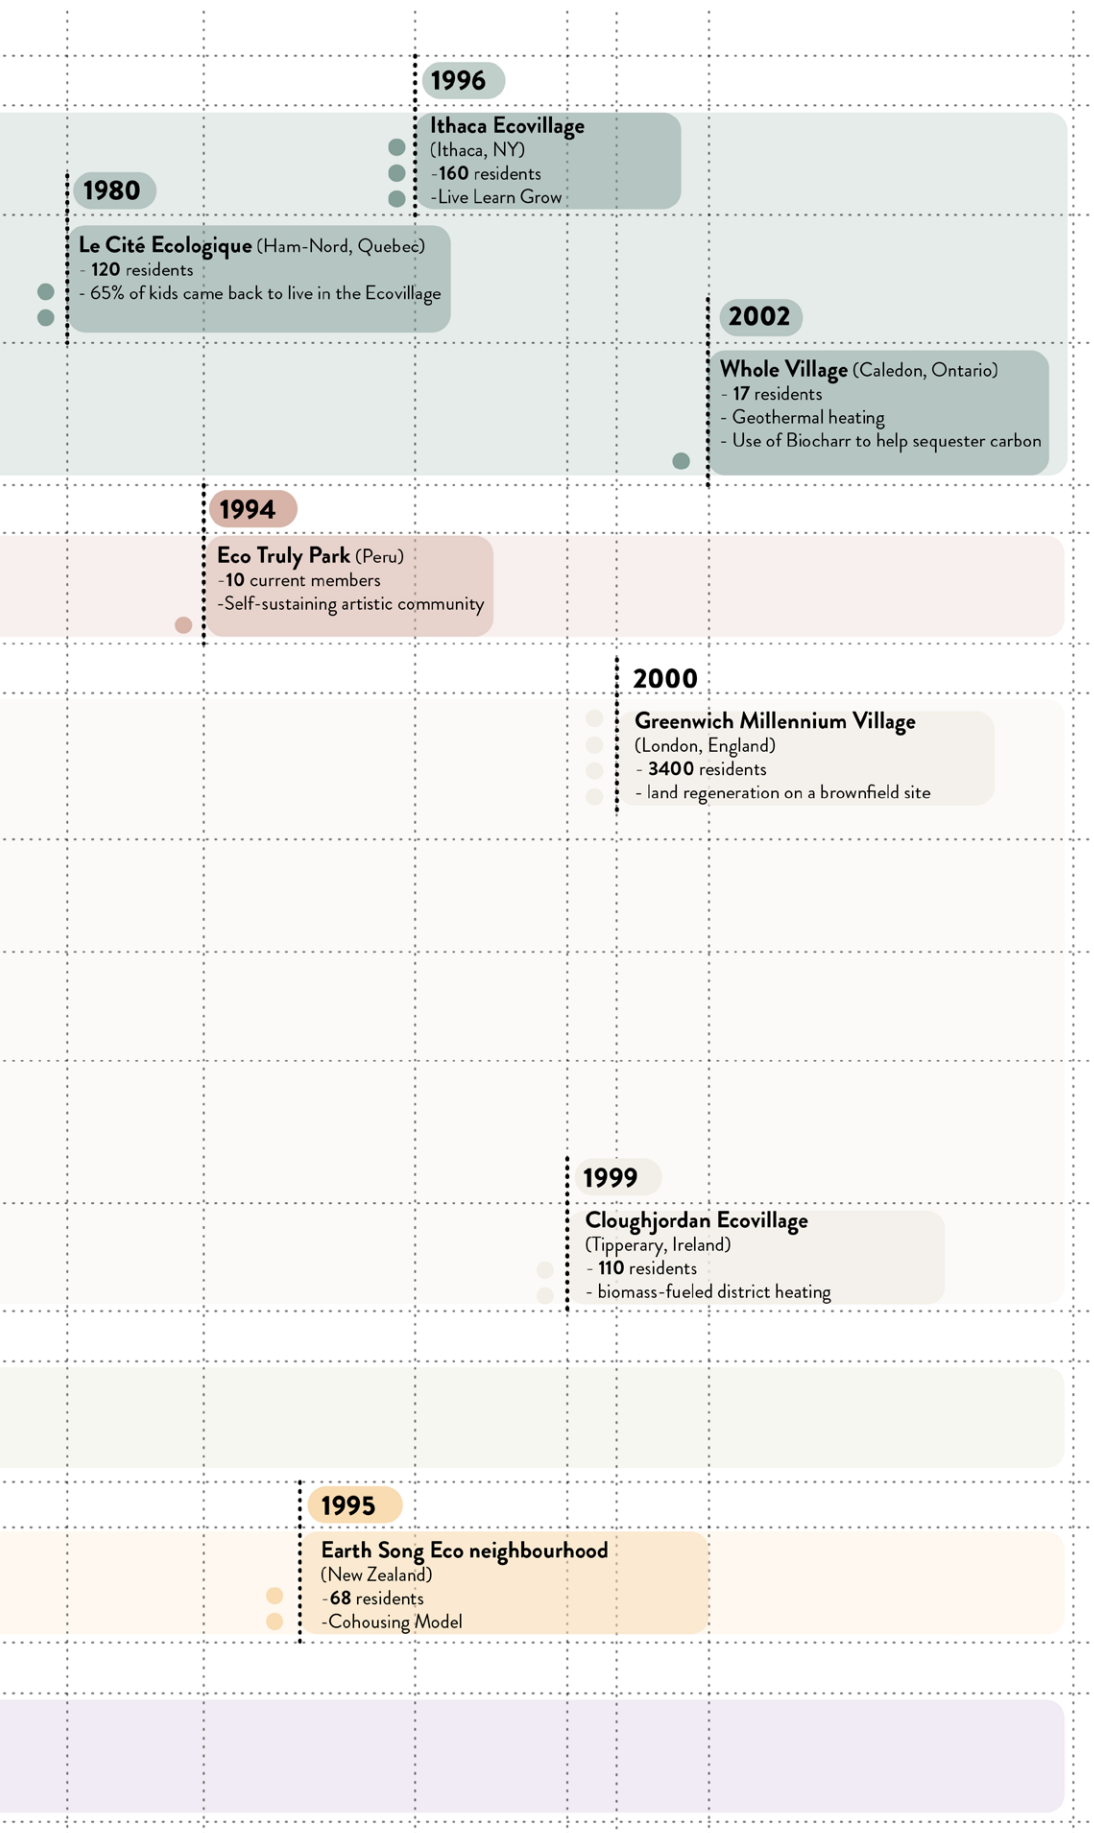 1996
Ithaca Ecovillage
(Ithaca, NY)
-160 residents
-Live Learn Grow
1980
Le Cité Ecologique (Ham-Nord, Quebec)
- 120 residents
- 65% of kids came back to live in the Ecovillage
2002
Whole Village (Caledon, Ontario)
- 17 residents
- Geothermal heating
- Use of Biocharr to help sequester carbon
1994
Eco Truly Park (Peru)
-10 current members
-Self-sustaining artistic community
2000
Greenwich Millennium Village
(London, England)
- 3400 residents
- land regeneration on a brownfield site
1999
Cloughjordan Ecovillage
(Tipperary, Ireland)
- 110 residents
- biomass-fueled district heating
1995
Earth Song Eco neighbourhood
(New Zealand)
-68 residents
-Cohousing Model